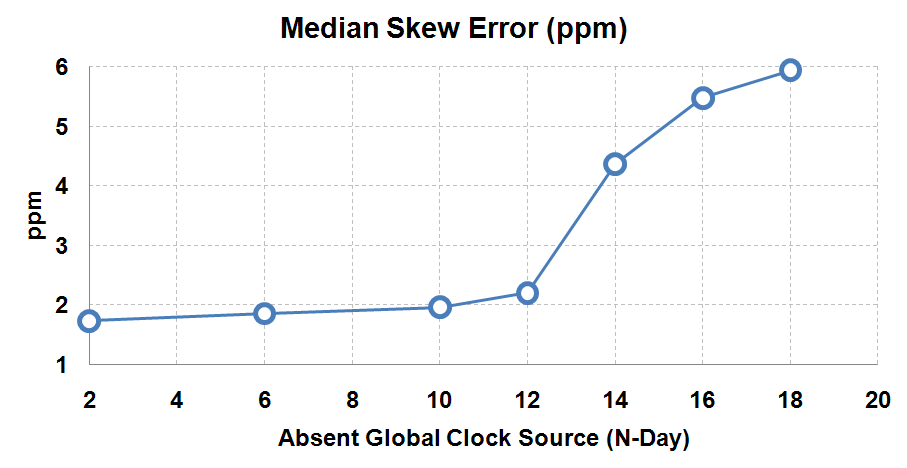 Median Skew Error (ppm)
6
5
4
3
2
1
ppm
2 4 6 8 10 12 14 16 18 20
Absent Global Clock Source (N-Day)